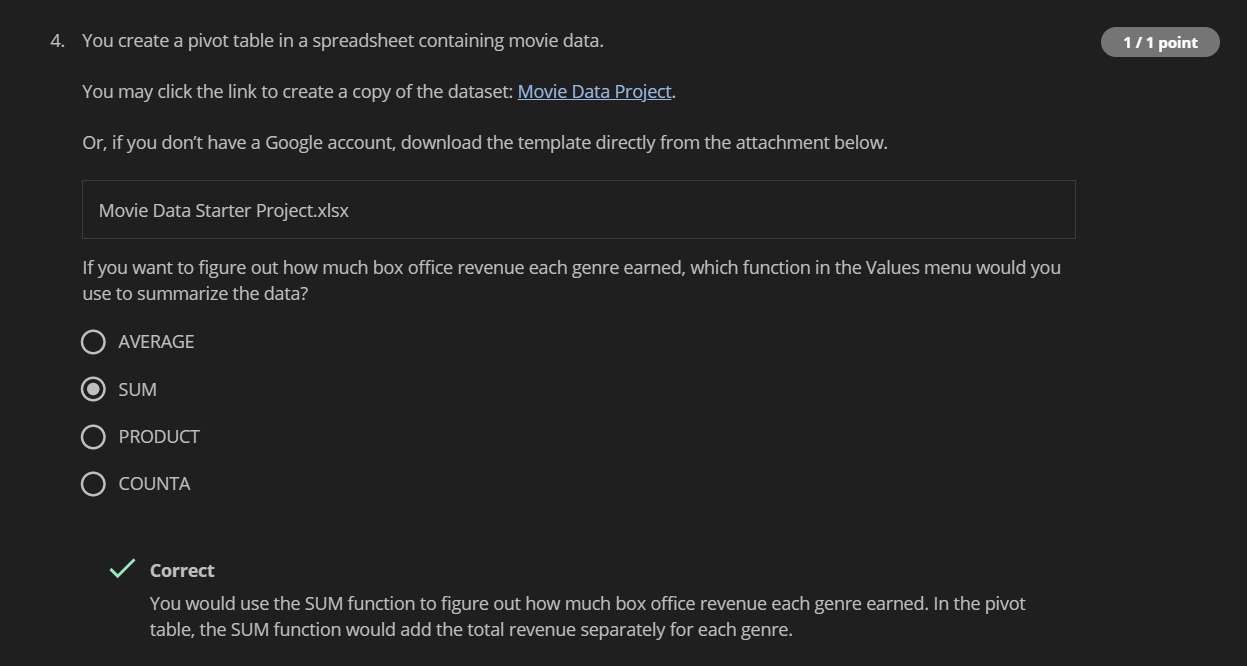 4. You create a pivot table in a spreadsheet containing movie data.
1 / 1 point
You may click the link to create a copy of the dataset: Movie Data Project.
Or, if you don’t have a Google account, download the template directly from the attachment below.
Movie Data Starter Project.xlsx
If you want to figure out how much box office revenue each genre earned, which function in the Values menu would you
use to summarize the data?
AVERAGE
SUM
PRODUCT
COUNTA
Correct
You would use the SUM function to figure out how much box office revenue each genre earned. In the pivot
table, the SUM function would add the total revenue separately for each genre.